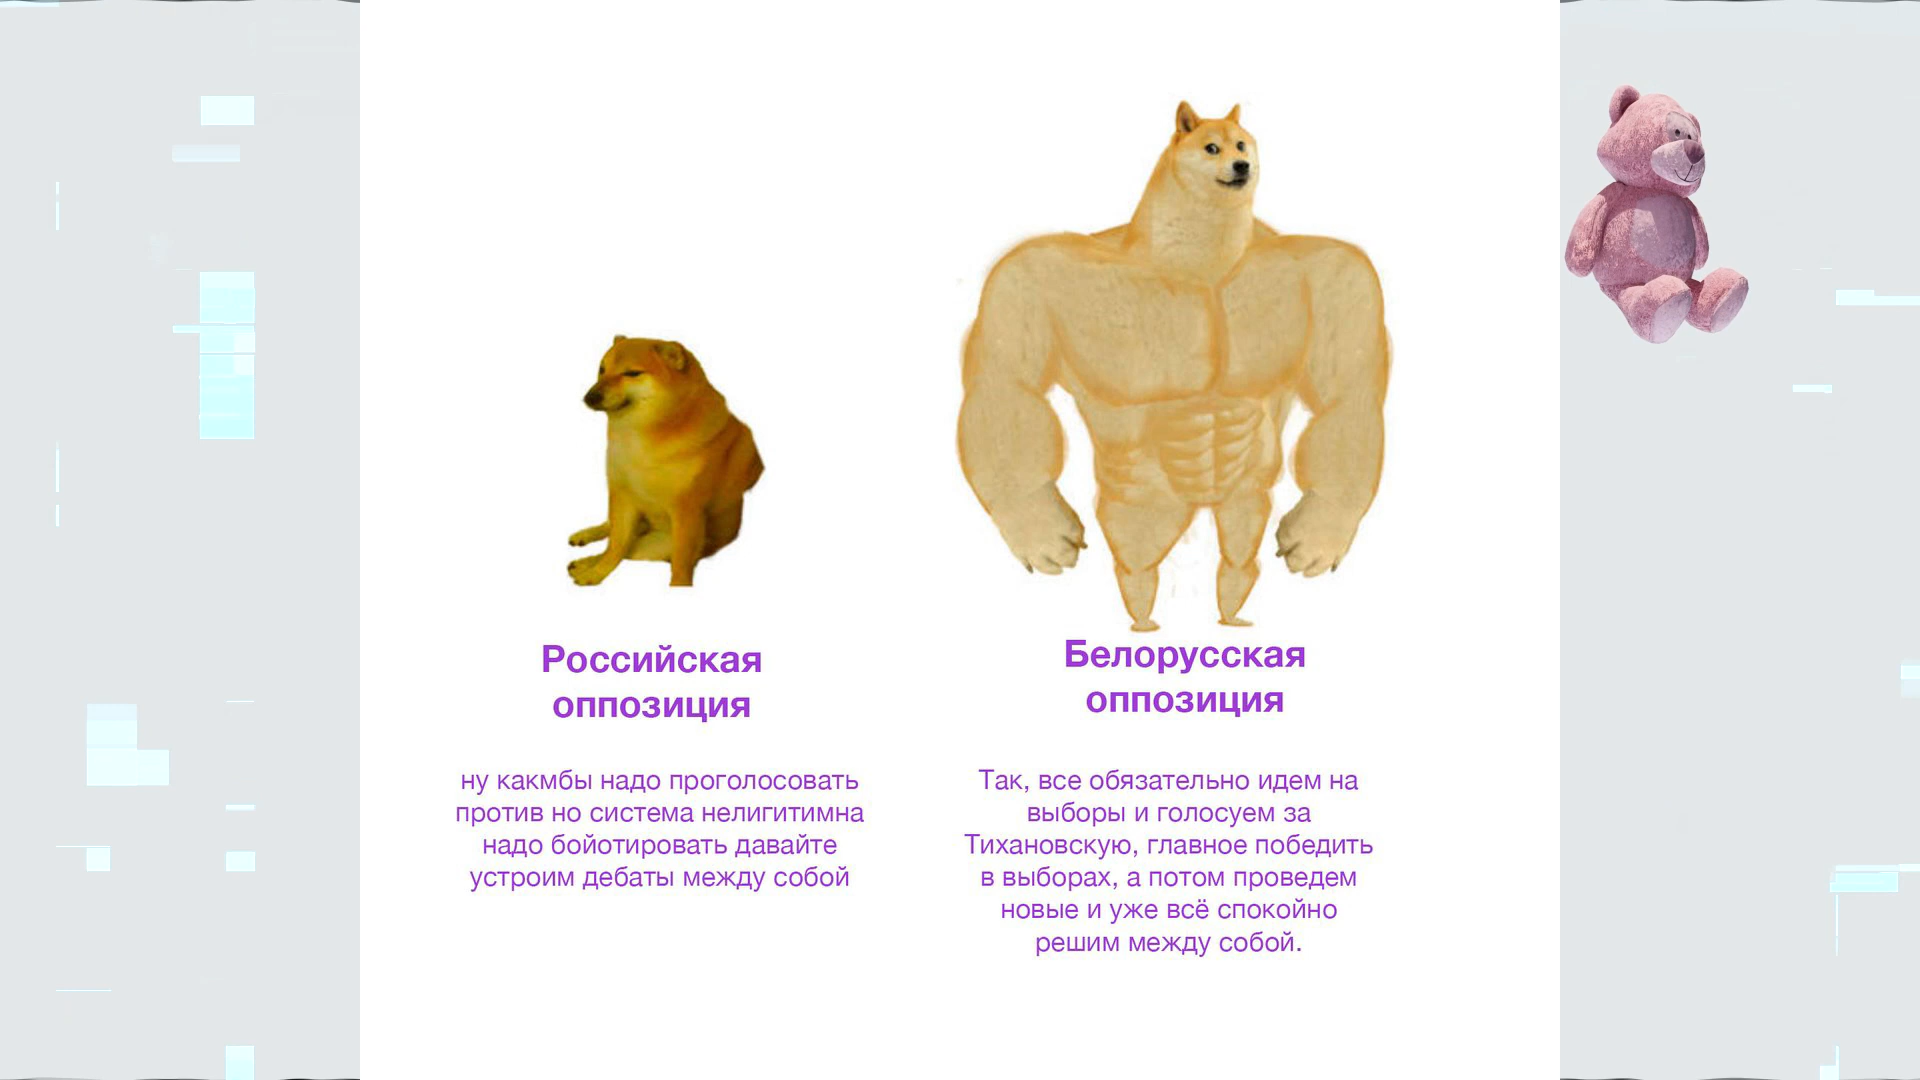 Российская
оппозиция
ну какмбы надо проголосовать
против но система нелигитимна
надо бойотировать давайте
устроим дебаты между собой
Белорусская
оппозиция
Так, все обязательно идем на
выборы и голосуем за
Тихановскую, главное победить
в выборах, а потом проведем
новые и уже всё спокойно
решим между собой.